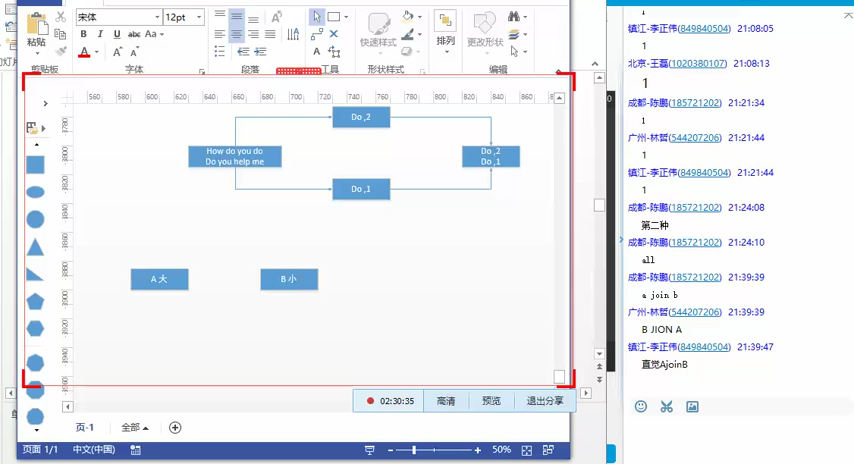 宋体
12pt
粘贴
B I U abc Aa
A A A
剪贴板
字体
段落
A
工具
快速样式
形状样式
排列
更改形状
编辑
560 580 600 620 640 660 680 700 720 740 760 780 800 820 840 8
Do ,2
How do you do
Do you help me
Do ,2
Do ,1
Do ,1
A 大
B 小
02:30:35
高清
预览
退出分享
页-1
全部
页面 1/1
中文(中国)
50%
1
镇江-李正伟(849840504) 21:08:05
1
北京-王磊(1020380107) 21:08:13
1
成都-陈鹏(185721202) 21:21:34
1
广州-林哲(544207206) 21:21:44
1
镇江-李正伟(849840504) 21:21:44
1
成都-陈鹏(185721202) 21:24:08
第二种
成都-陈鹏(185721202) 21:24:10
all
成都-陈鹏(185721202) 21:39:39
a join b
广州-林哲(544207206) 21:39:39
B JION A
镇江-李正伟(849840504) 21:39:47
直觉AjoinB